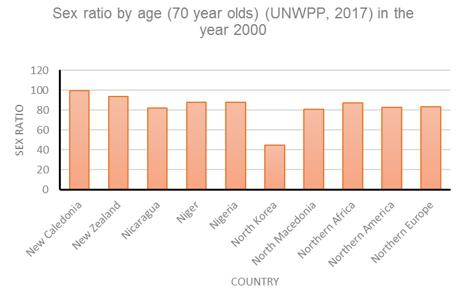 Sex ratio by age (70 year olds) (UNWPP, 2017) in the
year 2000
120
100
80
60
40
20
0
SEX RATIO
New Caledonia
New Zealand
Nicaragua
Niger
Nigeria
North Korea
North Macedonia
Northern Africa
Northern America
Northern Europe
COUNTRY